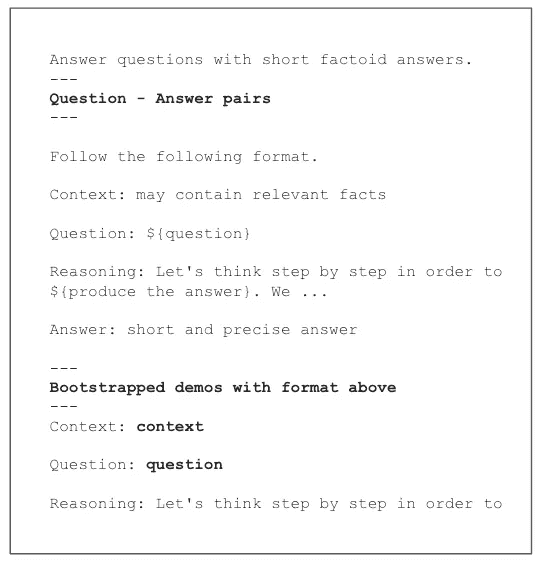 Answer questions with short factoid answers.
---
Question - Answer pairs
---
Follow the following format.
Context: may contain relevant facts
Question: ${question}
Reasoning: Let's think step by step in order to
${produce the answer}. We ...
Answer: short and precise answer
---
Bootstrapped demos with format above
---
Context: context
Question: question
Reasoning: Let's think step by step in order to